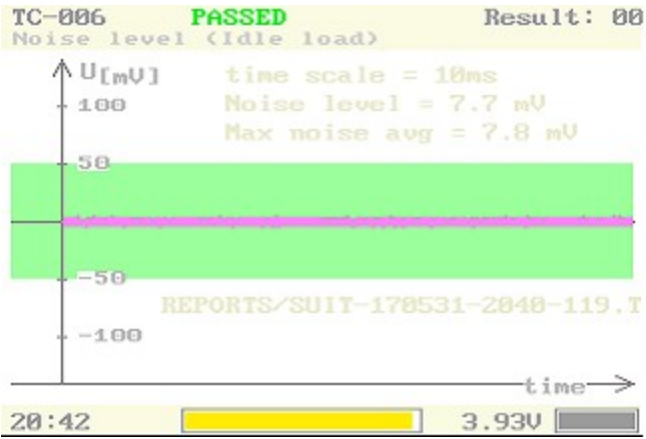 TC-006 PASSED Result: 00
Noise level (Idle load)
U[mV]
time scale = 10ms
100
Noise level = 7.7 mV
Max noise avg = 7.8 mV
50
-50
REPORTS/SUIT-170531-2040-119.T
-100
time
20:42 3.93V